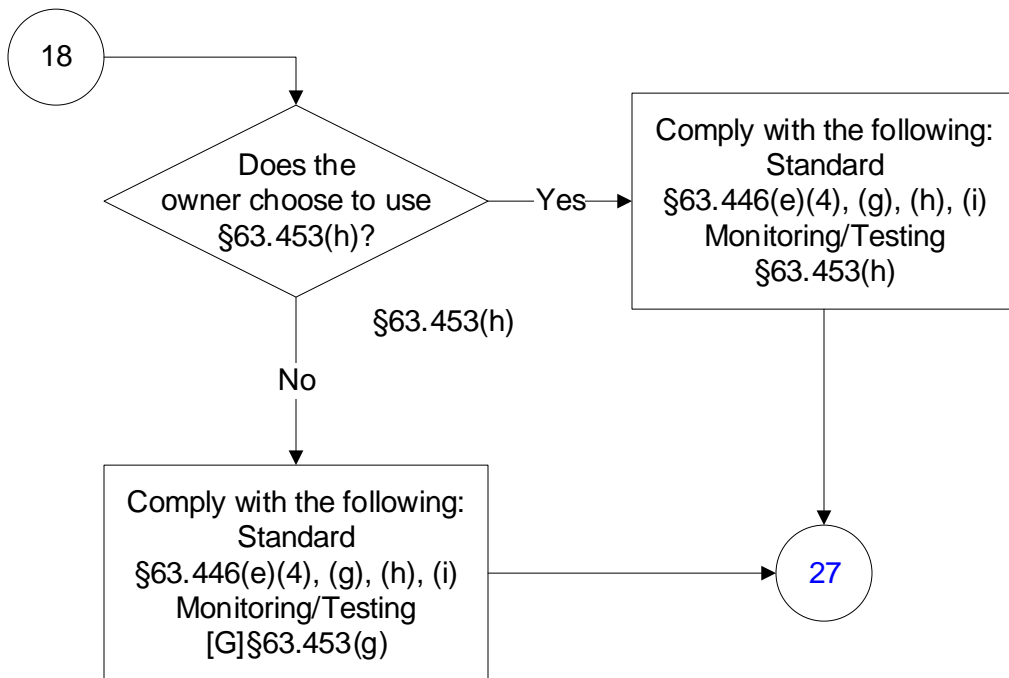 18
Does the
owner choose to use
§63.453(h)?
Yes
Comply with the following:
Standard
§63.446(e)(4), (g), (h), (i)
Monitoring/Testing
§63.453(h)
§63.453(h)
No
Comply with the following:
Standard
§63.446(e)(4), (g), (h), (i)
Monitoring/Testing
[G]§63.453(g)
27